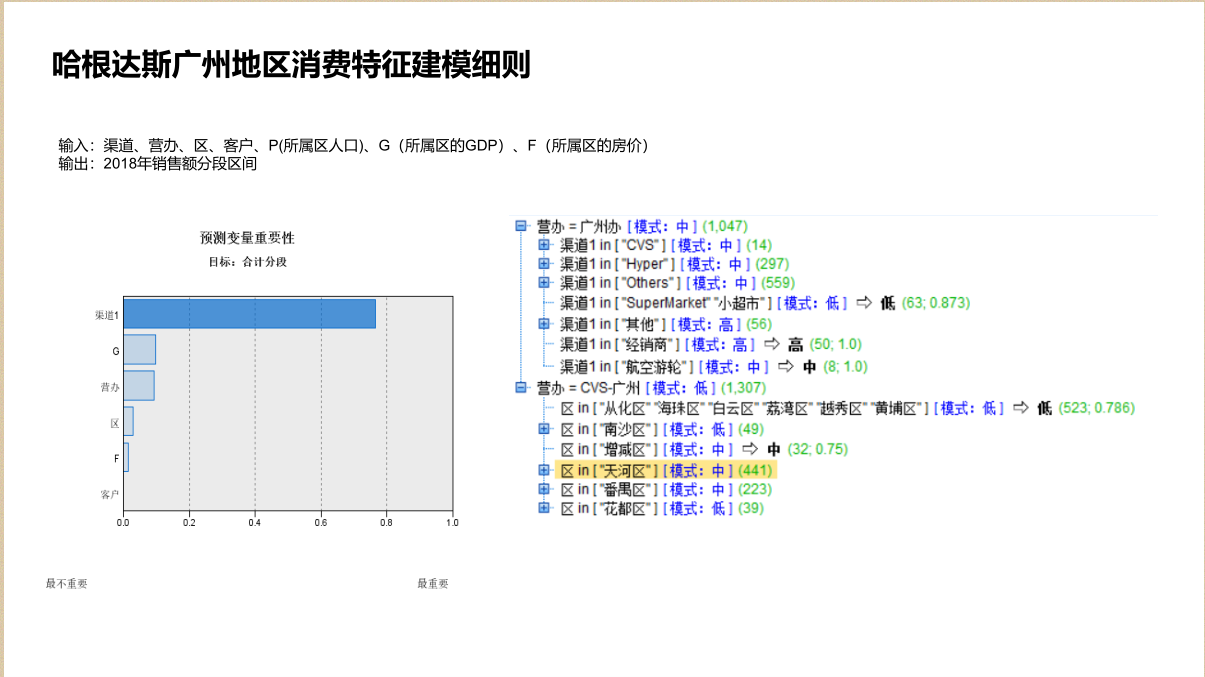 哈根达斯广州地区消费特征建模细则
输入：渠道、营办、区、客户、P(所属区人口)、G（所属区的GDP）、F（所属区的房价）
输出：2018年销售额分段区间
预测变量重要性
目标：合计分段
渠道1
G
营办
区
F
客户
0.0 0.2 0.4 0.6 0.8 1.0
最不重要 最重要
营办 = 广州办 [ 模式：中 ] (1,047)
渠道1 in [ "CVS" ] [ 模式：中 ] (14)
渠道1 in [ "Hyper" ] [ 模式：中 ] (297)
渠道1 in [ "Others" ] [ 模式：中 ] (559)
渠道1 in [ "SuperMarket" "小超市" ] [ 模式：低 ] ⇨ 低 (63; 0.873)
渠道1 in [ "其他" ] [ 模式：高 ] (56)
渠道1 in [ "经销商" ] [ 模式：高 ] ⇨ 高 (50; 1.0)
渠道1 in [ "航空游轮" ] [ 模式：中 ] ⇨ 中 (8; 1.0)
营办 = CVS-广州 [ 模式：低 ] (1,307)
区 in [ "从化区" "海珠区" "白云区" "荔湾区" "越秀区" "黄埔区" ] [ 模式：低 ] ⇨ 低 (523; 0.786)
区 in [ "南沙区" ] [ 模式：低 ] (49)
区 in [ "增城区" ] [ 模式：中 ] ⇨ 中 (32; 0.75)
区 in [ "天河区" ] [ 模式：中 ] (441)
区 in [ "番禺区" ] [ 模式：中 ] (223)
区 in [ "花都区" ] [ 模式：低 ] (39)